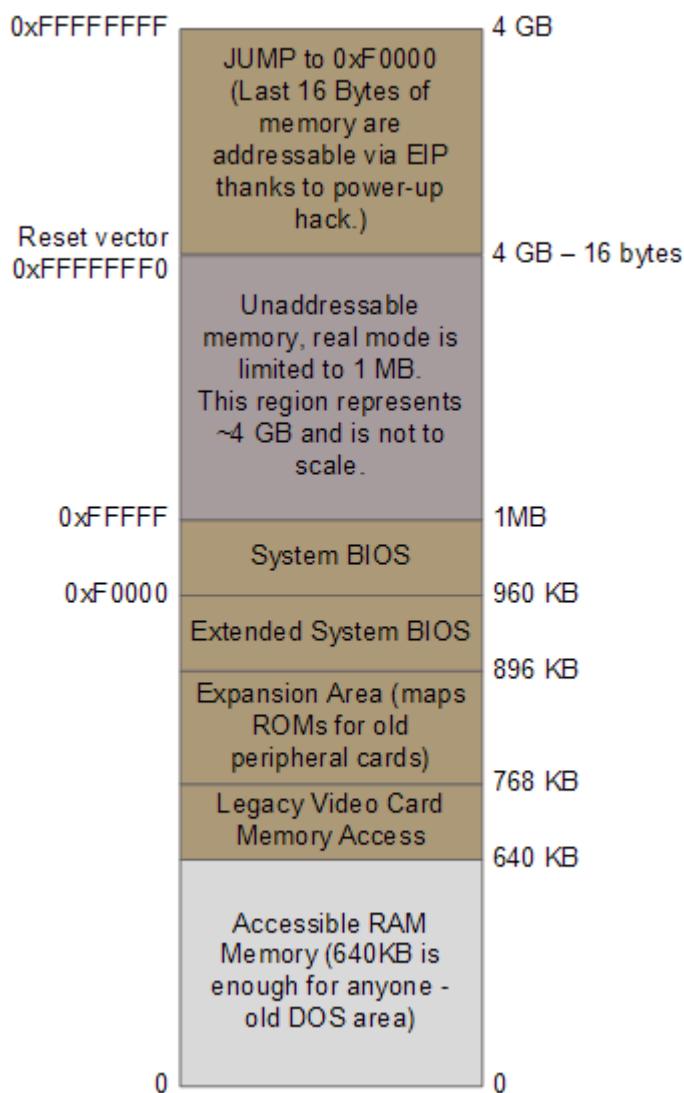 0xFFFFFFFF
4 GB
JUMP to 0xF0000
(Last 16 Bytes of
memory are
addressable via EIP
thanks to power-up
hack.)
Reset vector
0xFFFFFFF0
4 GB – 16 bytes
Unaddressable
memory, real mode is
limited to 1 MB.
This region represents
~4 GB and is not to
scale.
0xFFFFF
1MB
System BIOS
0xF0000
960 KB
Extended System BIOS
896 KB
Expansion Area (maps
ROMs for old
peripheral cards)
768 KB
Legacy Video Card
Memory Access
640 KB
Accessible RAM
Memory (640KB is
enough for anyone -
old DOS area)
0
0